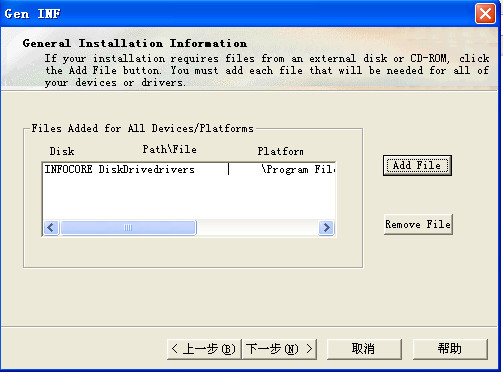 Gen INF
General Installation Information
If your installation requires files from an external disk or CD-ROM, click
the Add File button. You must add each file that will be needed for all of
your devices or drivers.
Files Added for All Devices/Platforms
Disk Path\File Platform
INFOCORE DiskDrivedrivers \Program File
Add File
Remove File
< 上一步(B) 下一步(N) > 取消 帮助